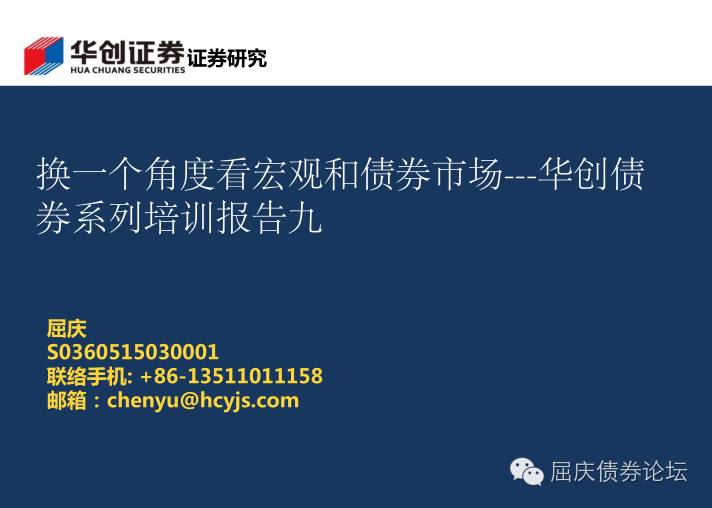 华创证券 证券研究
HUA CHUANG SECURITIES
换一个角度看宏观和债券市场---华创债
券系列培训报告九
屈庆
S0360515030001
联络手机: +86-13511011158
邮箱：chenyu@hcyjs.com
屈庆债券论坛